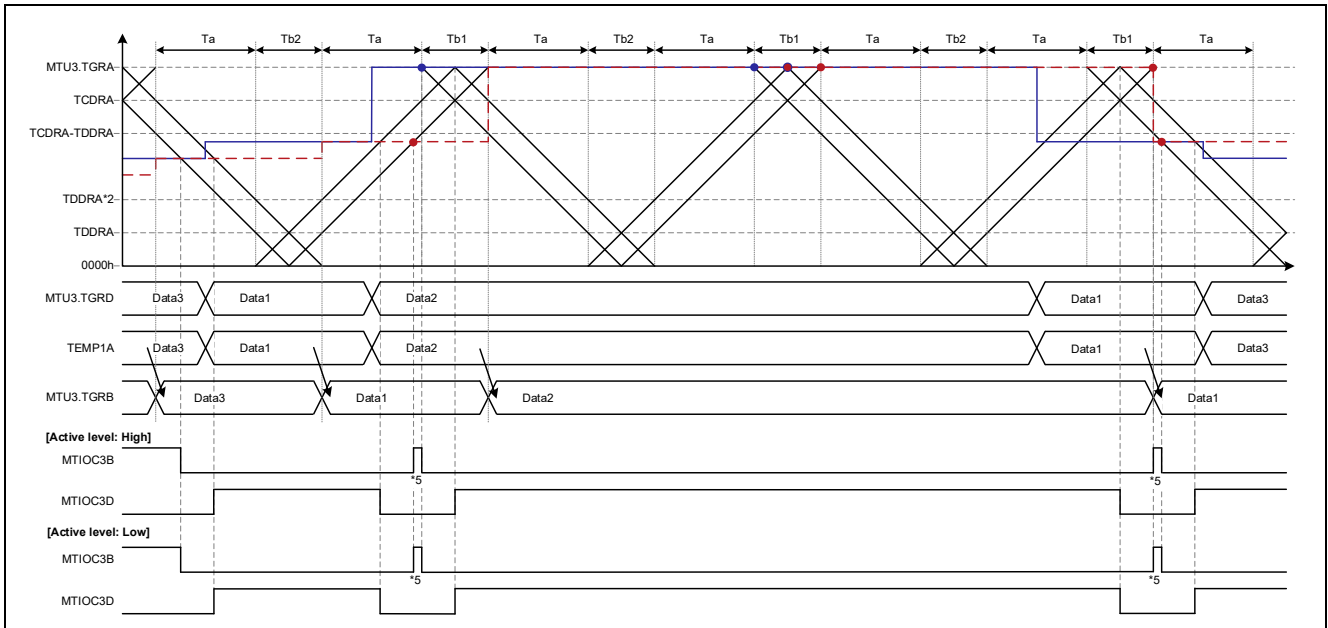 Ta Tb2 Ta Tb1 Ta Tb2 Ta Tb1 Ta Tb2 Ta Tb1 Ta
MTU3.TGRA
TCDRA
TCDRA-TDDRA
TDDRA*2
TDDRA
0000h
MTU3.TGRD Data3 Data1 Data2 Data1 Data3
TEMP1A Data3 Data1 Data2 Data1 Data3
MTU3.TGRB Data3 Data1 Data2 Data1
[Active level: High]
MTIOC3B
*5 *5
MTIOC3D
[Active level: Low]
MTIOC3B
*5 *5
MTIOC3D